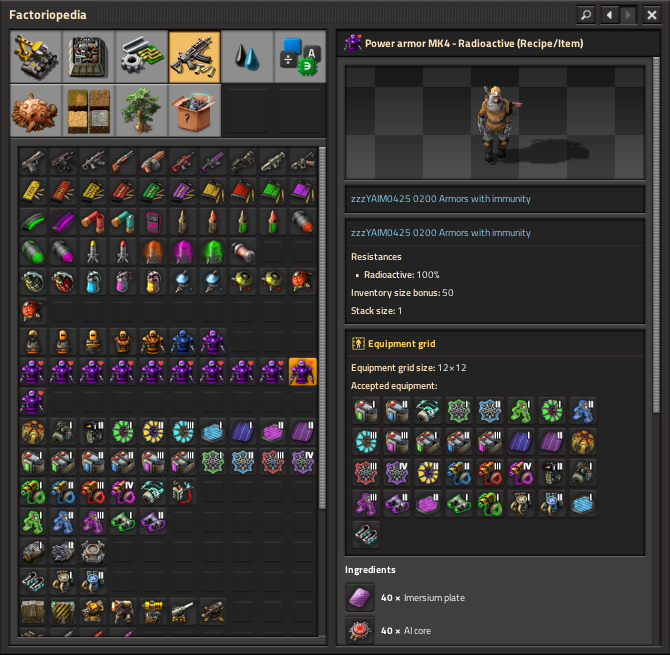 Factoriopedia
Power armor MK4 - Radioactive (Recipe/Item)
zzzYAIM0425 0200 Armors with immunity
zzzYAIM0425 0200 Armors with immunity
Resistances
• Radioactive: 100%
Inventory size bonus: 50
Stack size: 1
Equipment grid
Equipment grid size: 12×12
Accepted equipment:
Ingredients
40 × Imersium plate
40 × AI core